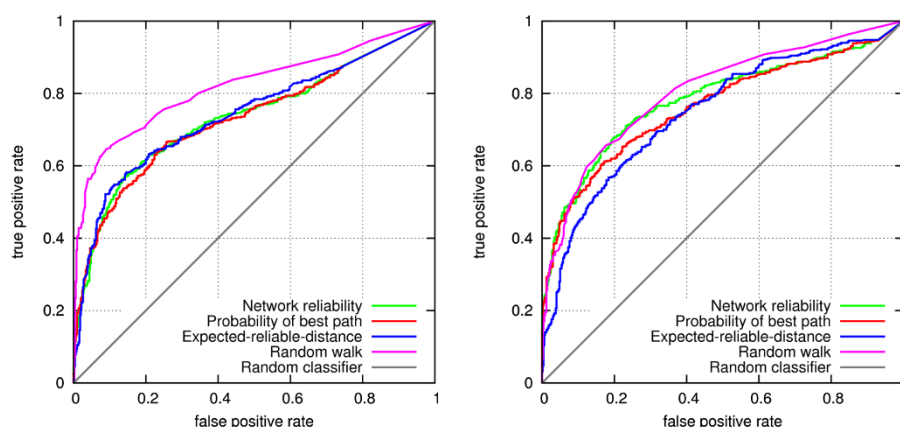 1
0.8
0.6
0.4
0.2
0
true positive rate
Network reliability
Probability of best path
Expected-reliable-distance
Random walk
Random classifier
0 0.2 0.4 0.6 0.8 1
false positive rate
1
0.8
0.6
0.4
0.2
0
true positive rate
Network reliability
Probability of best path
Expected-reliable-distance
Random walk
Random classifier
0 0.2 0.4 0.6 0.8
false positive rate